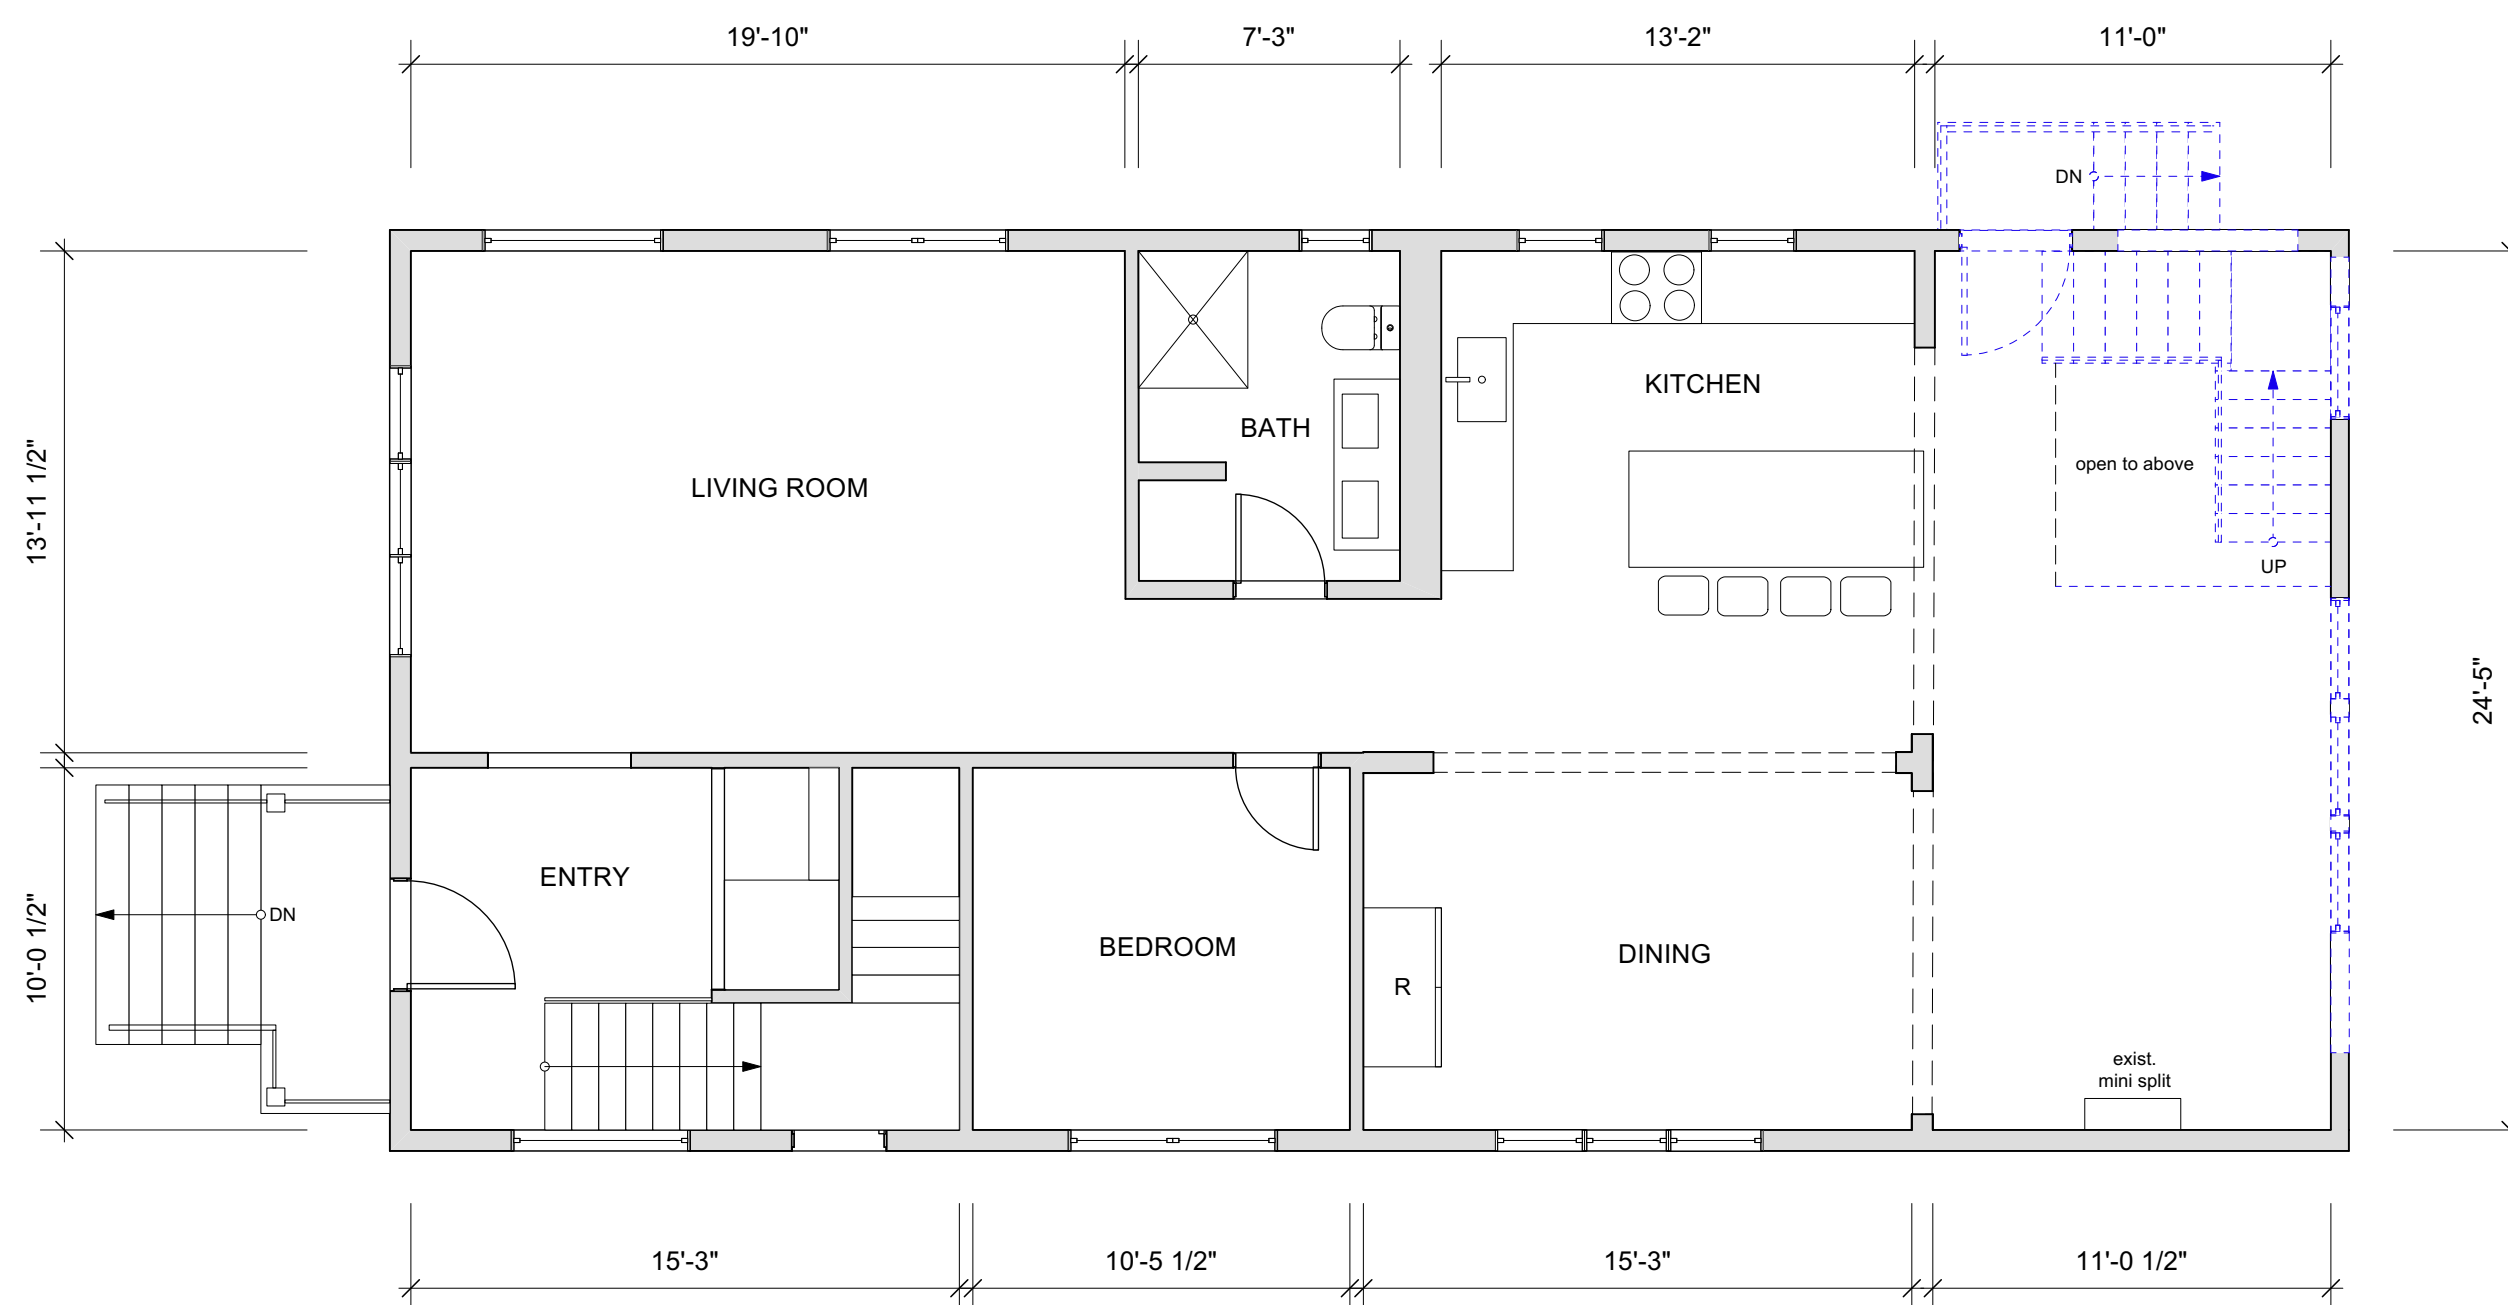 19'-10"
7'-3"
13'-2"
11'-0"
DN
KITCHEN
BATH
open to above
LIVING ROOM
13'-11 1/2"
UP
24'-5"
ENTRY
DN
BEDROOM
DINING
10'-0 1/2"
R
exist.
mini split
15'-3"
10'-5 1/2"
15'-3"
11'-0 1/2"